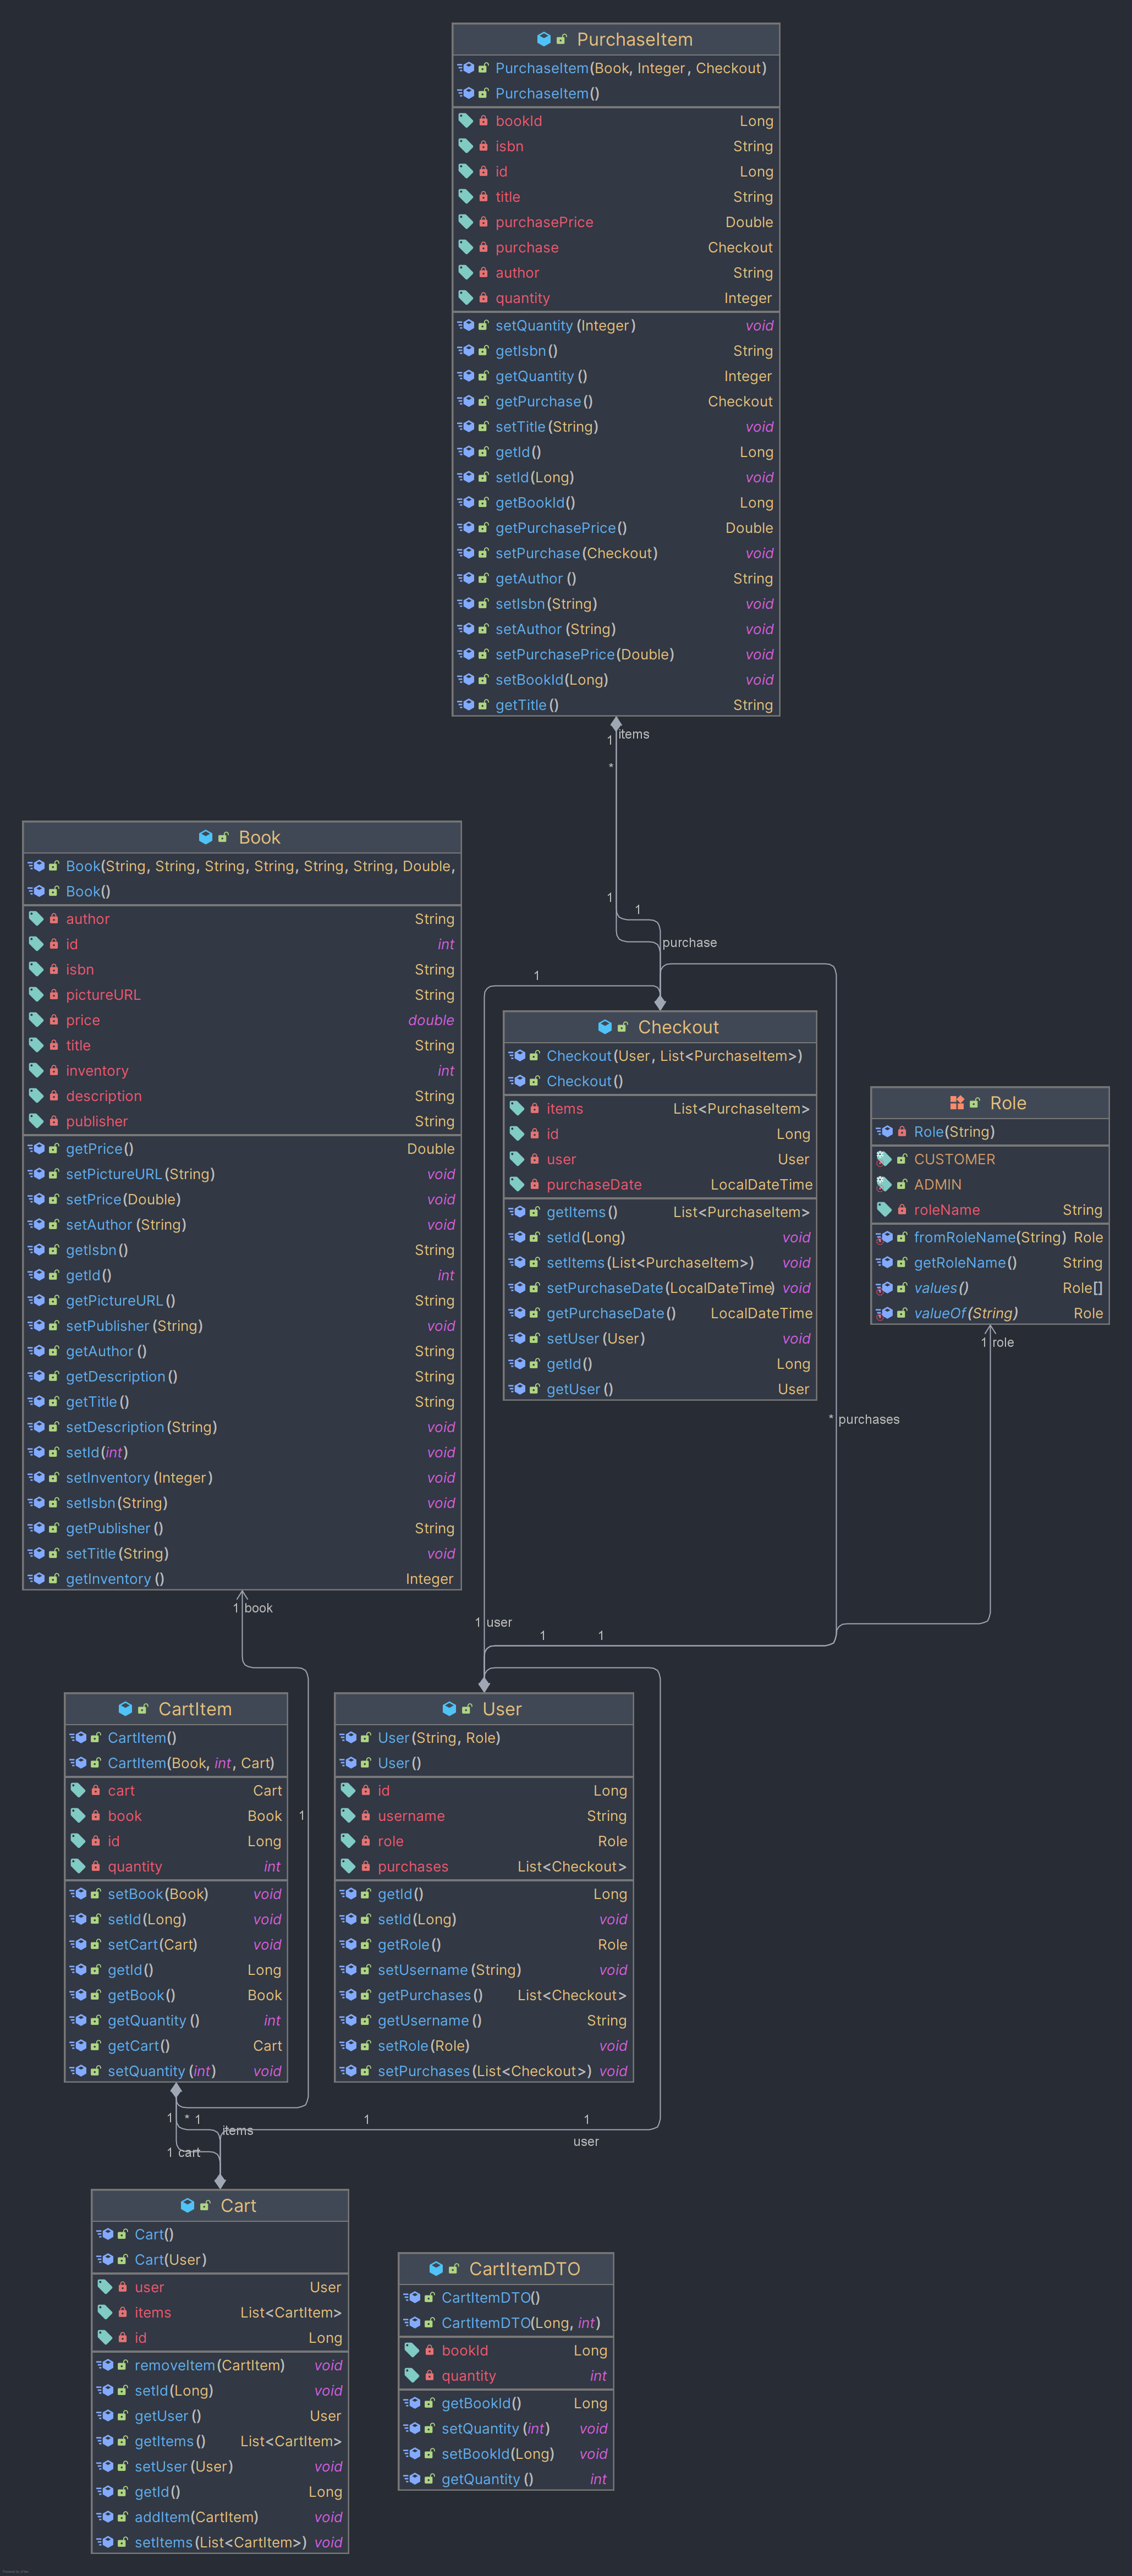 PurchaseItem
PurchaseItem(Book, Integer, Checkout)
PurchaseItem()
bookId Long
isbn String
id Long
title String
purchasePrice Double
purchase Checkout
author String
quantity Integer
setQuantity(Integer) void
getIsbn() String
getQuantity() Integer
getPurchase() Checkout
setTitle(String) void
getId() Long
setId(Long) void
getBookId() Long
getPurchasePrice() Double
setPurchase(Checkout) void
getAuthor() String
setIsbn(String) void
setAuthor(String) void
setPurchasePrice(Double) void
setBookId(Long) void
getTitle() String
1 items
*
1
1
purchase
1
Book
Book(String, String, String, String, String, String, Double,
Book()
author String
id int
isbn String
pictureURL String
price double
title String
inventory int
description String
publisher String
getPrice() Double
setPictureURL(String) void
setPrice(Double) void
setAuthor(String) void
getIsbn() String
getId() int
getPictureURL() String
setPublisher(String) void
getAuthor() String
getDescription() String
getTitle() String
setDescription(String) void
setId(int) void
setInventory(Integer) void
setIsbn(String) void
getPublisher() String
setTitle(String) void
getInventory() Integer
1 book
Checkout
Checkout(User, List<PurchaseItem>)
Checkout()
items List<PurchaseItem>
id Long
user User
purchaseDate LocalDateTime
getItems() List<PurchaseItem>
setId(Long) void
setItems(List<PurchaseItem>) void
setPurchaseDate(LocalDateTime) void
getPurchaseDate() LocalDateTime
setUser(User) void
getId() Long
getUser() User
Role
Role(String)
CUSTOMER
ADMIN
roleName String
fromRoleName(String) Role
getRoleName() String
values() Role[]
valueOf(String) Role
1 role
* purchases
1 user
1
1
CartItem
CartItem()
CartItem(Book, int, Cart)
cart Cart
book Book
id Long
quantity int
setBook(Book) void
setId(Long) void
setCart(Cart) void
getId() Long
getBook() Book
getQuantity() int
getCart() Cart
setQuantity(int) void
1
User
User(String, Role)
User()
id Long
username String
role Role
purchases List<Checkout>
getId() Long
setId(Long) void
getRole() Role
setUsername(String) void
getPurchases() List<Checkout>
getUsername() String
setRole(Role) void
setPurchases(List<Checkout>) void
1 * 1
items
1
1
user
1 cart
Cart
Cart()
Cart(User)
user User
items List<CartItem>
id Long
removeItem(CartItem) void
setId(Long) void
getUser() User
getItems() List<CartItem>
setUser(User) void
getId() Long
addItem(CartItem) void
setItems(List<CartItem>) void
CartItemDTO
CartItemDTO()
CartItemDTO(Long, int)
bookId Long
quantity int
getBookId() Long
setQuantity(int) void
setBookId(Long) void
getQuantity() int